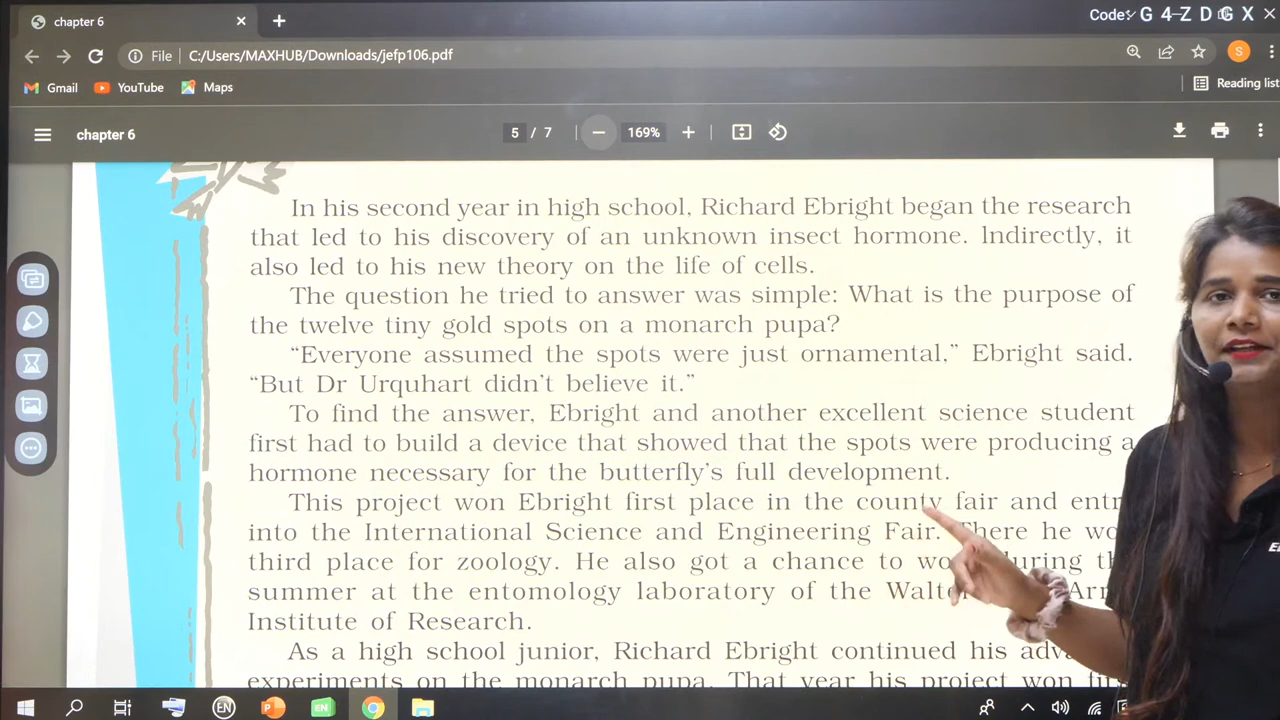 chapter 6
Code: G 4 Z D G X
File C:/Users/MAXHUB/Downloads/jefp106.pdf
S
Gmail YouTube Maps
Reading list
chapter 6
5 / 7
169%
In his second year in high school, Richard Ebright began the research
that led to his discovery of an unknown insect hormone. Indirectly, it
also led to his new theory on the life of cells.
The question he tried to answer was simple: What is the purpose of
the twelve tiny gold spots on a monarch pupa?
“Everyone assumed the spots were just ornamental,” Ebright said.
“But Dr Urquhart didn’t believe it.”
To find the answer, Ebright and another excellent science student
first had to build a device that showed that the spots were producing a
hormone necessary for the butterfly’s full development.
This project won Ebright first place in the county fair and
into the International Science and Engineering Fair. There he
third place for zoology. He also got a chance to during
summer at the entomology laboratory of the
Institute of Research.
As a high school junior, Richard Ebright continued his
experiments on the monarch pupa. That year his project won
EN
P
EN